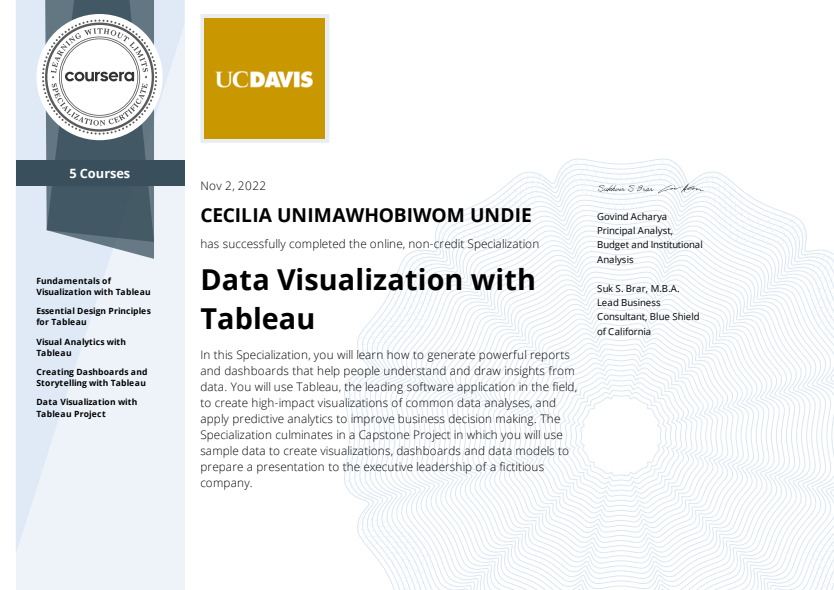 LEARNING WITHOUT LIMITS
coursera
SPECIALIZATION CERTIFICATE
5 Courses
Fundamentals of
Visualization with Tableau
Essential Design Principles
for Tableau
Visual Analytics with
Tableau
Creating Dashboards and
Storytelling with Tableau
Data Visualization with
Tableau Project
UCDAVIS
Nov 2, 2022
CECILIA UNIMAWHOBIWOM UNDIE
has successfully completed the online, non-credit Specialization
Data Visualization with
Tableau
In this Specialization, you will learn how to generate powerful reports
and dashboards that help people understand and draw insights from
data. You will use Tableau, the leading software application in the field,
to create high-impact visualizations of common data analyses, and
apply predictive analytics to improve business decision making. The
Specialization culminates in a Capstone Project in which you will use
sample data to create visualizations, dashboards and data models to
prepare a presentation to the executive leadership of a fictitious
company.
Govind Acharya
Principal Analyst,
Budget and Institutional
Analysis
Suk S. Brar, M.B.A.
Lead Business
Consultant, Blue Shield
of California